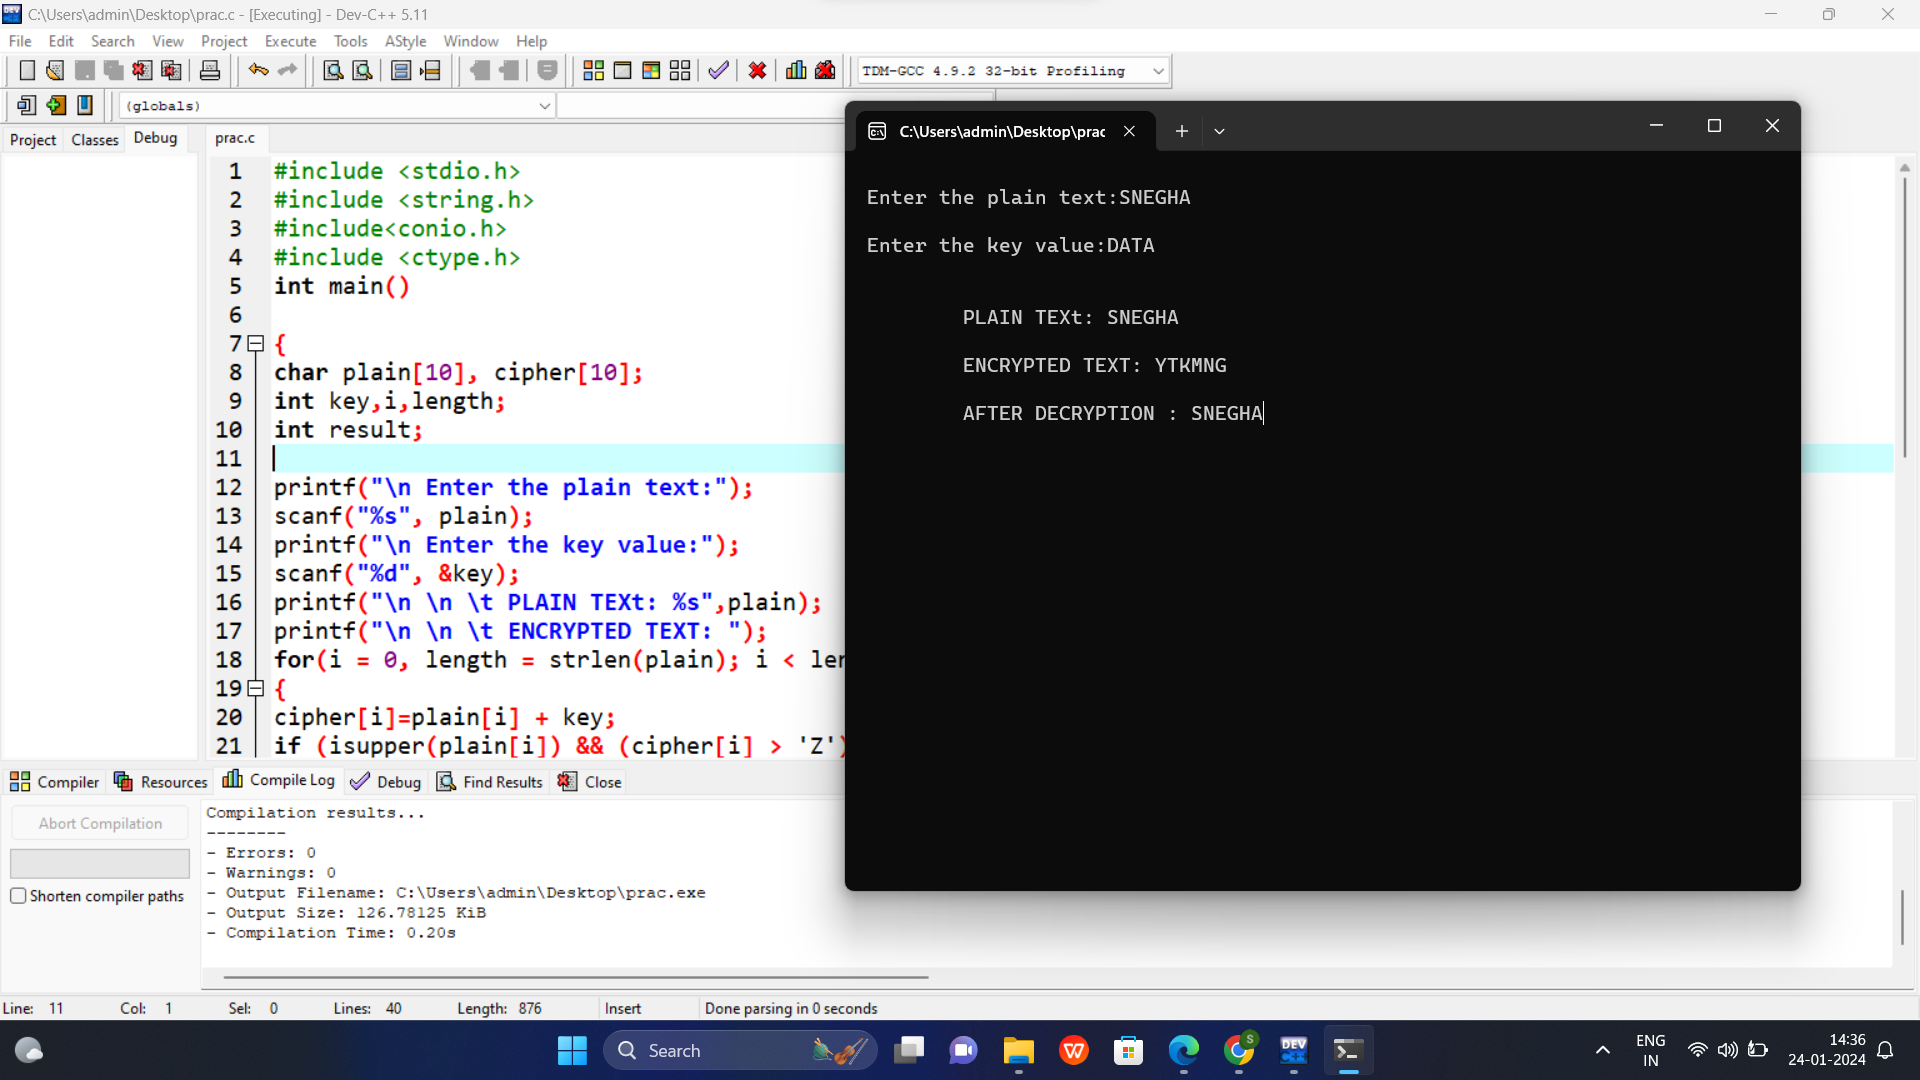 C:\Users\admin\Desktop\prac.c - [Executing] - Dev-C++ 5.11
File Edit Search View Project Execute Tools AStyle Window Help
TDM-GCC 4.9.2 32-bit Profiling
(globals)
Project Classes Debug
prac.c
1 #include <stdio.h>
2 #include <string.h>
3 #include<conio.h>
4 #include <ctype.h>
5 int main()
6
7 {
8 char plain[10], cipher[10];
9 int key,i,length;
10 int result;
11
12 printf("\n Enter the plain text:");
13 scanf("%s", plain);
14 printf("\n Enter the key value:");
15 scanf("%d", &key);
16 printf("\n \n \t PLAIN TEXt: %s",plain);
17 printf("\n \n \t ENCRYPTED TEXT: ");
18 for(i = 0, length = strlen(plain); i < ler
19 {
20 cipher[i]=plain[i] + key;
21 if (isupper(plain[i]) && (cipher[i] > 'Z')
C:\Users\admin\Desktop\prac
Enter the plain text:SNEGHA
Enter the key value:DATA
PLAIN TEXt: SNEGHA
ENCRYPTED TEXT: YTKMNG
AFTER DECRYPTION : SNEGHA
Compiler Resources Compile Log Debug Find Results Close
Abort Compilation
Shorten compiler paths
Compilation results...
--------
- Errors: 0
- Warnings: 0
- Output Filename: C:\Users\admin\Desktop\prac.exe
- Output Size: 126.78125 KiB
- Compilation Time: 0.20s
Line: 11 Col: 1 Sel: 0 Lines: 40 Length: 876 Insert Done parsing in 0 seconds
Search
DEV
C++
S
ENG
IN
14:36
24-01-2024